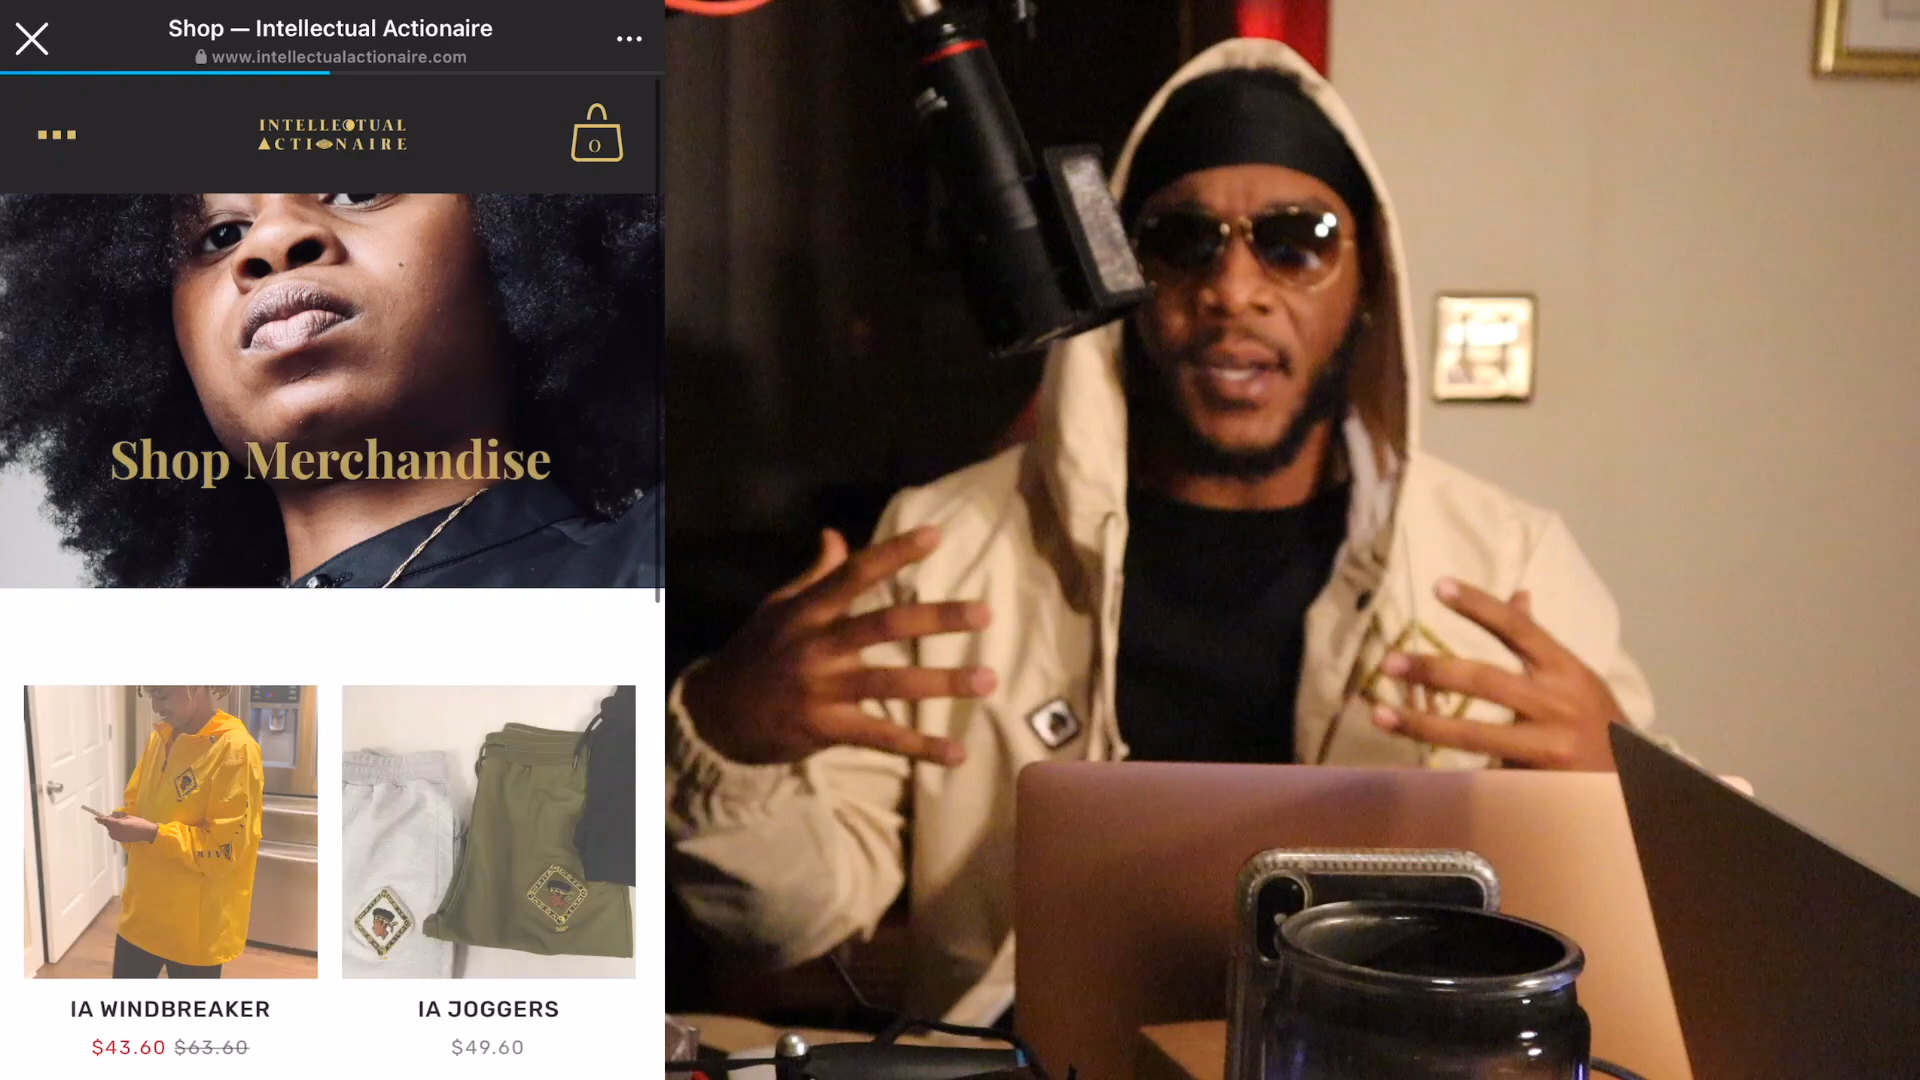 Shop — Intellectual Actionaire
www.intellectualactionaire.com
INTELLECTUAL
ACTIONAIRE
0
Shop Merchandise
IA WINDBREAKER
$43.60 $63.60
IA JOGGERS
$49.60